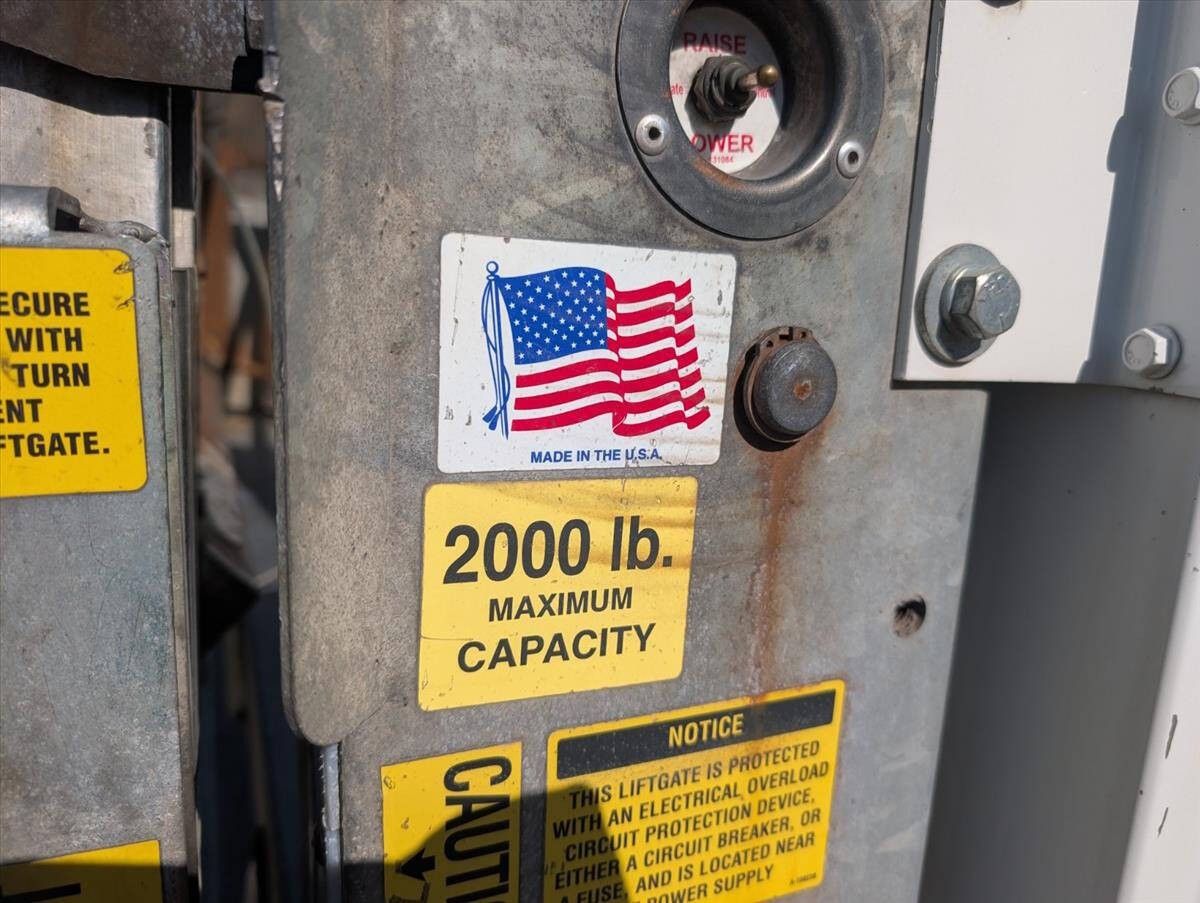 RAISE
OWER
ECURE
WITH
TURN
ENT
FTGATE.
MADE IN THE U.S.A.
2000 lb.
MAXIMUM
CAPACITY
CAUTIO
NOTICE
THIS LIFTGATE IS PROTECTED
WITH AN ELECTRICAL OVERLOAD
CIRCUIT PROTECTION DEVICE,
EITHER A CIRCUIT BREAKER, OR
A FUSE, AND IS LOCATED NEAR
POWER SUPPLY